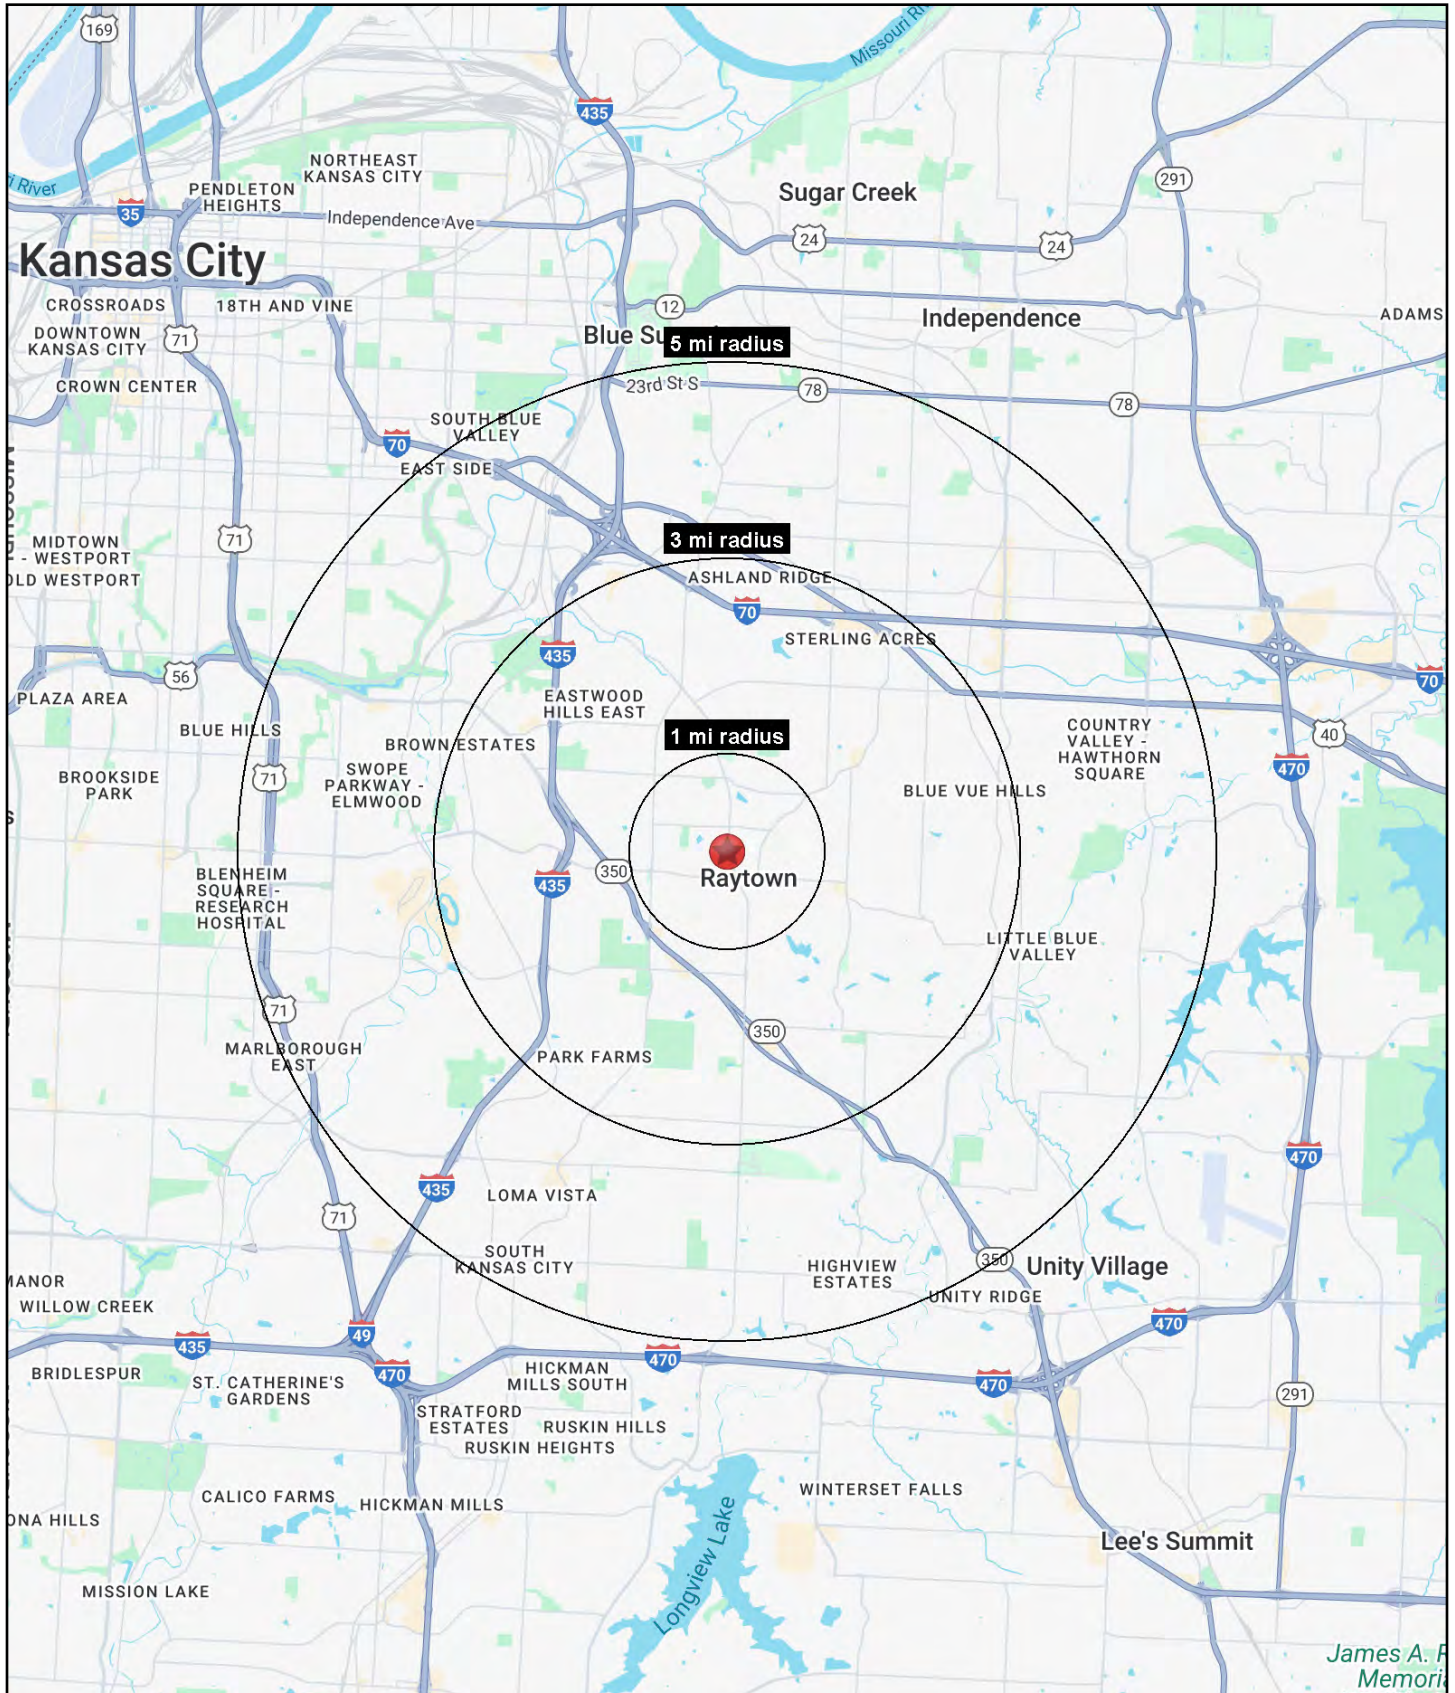 169
435
Missouri Ri
NORTHEAST
KANSAS CITY
PENDLETON
HEIGHTS
Sugar Creek
291
River
35
Independence Ave
24
24
Kansas City
CROSSROADS
18TH AND VINE
12
Independence
ADAMS
DOWNTOWN
KANSAS CITY
71
Blue Su
5 mi radius
CROWN CENTER
23rd St S
78
78
SOUTH BLUE
VALLEY
70
EAST SIDE
71
MIDTOWN
- WESTPORT
OLD WESTPORT
3 mi radius
ASHLAND RIDGE
70
STERLING ACRES
435
56
70
PLAZA AREA
EASTWOOD
HILLS EAST
BLUE HILLS
BROWN ESTATES
1 mi radius
COUNTRY
VALLEY -
HAWTHORN
SQUARE
40
470
71
BROOKSIDE
PARK
SWOPE
PARKWAY -
ELMWOOD
BLUE VUE HILLS
350
435
Raytown
BLENHEIM
SQUARE -
RESEARCH
HOSPITAL
LITTLE BLUE
VALLEY
71
350
MARLBOROUGH
EAST
PARK FARMS
470
435
LOMA VISTA
71
SOUTH
KANSAS CITY
HIGHVIEW
ESTATES
350
Unity Village
MANOR
WILLOW CREEK
UNITY RIDGE
470
49
435
470
470
470
BRIDLESPUR
ST. CATHERINE'S
GARDENS
HICKMAN
MILLS SOUTH
291
STRATFORD
ESTATES
RUSKIN HILLS
RUSKIN HEIGHTS
CALICO FARMS
HICKMAN MILLS
WINTERSET FALLS
ONA HILLS
Longview Lake
Lee's Summit
MISSION LAKE
James A. R
Memori